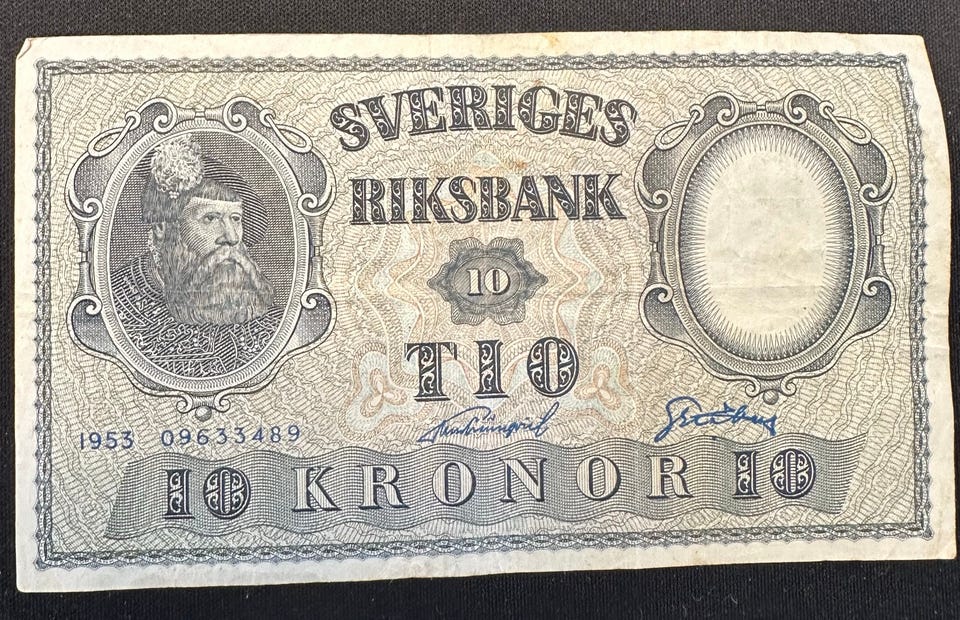 SVERIGES
RIKSBANK
10
TIO
1953 09633489
10 KRONOR 10